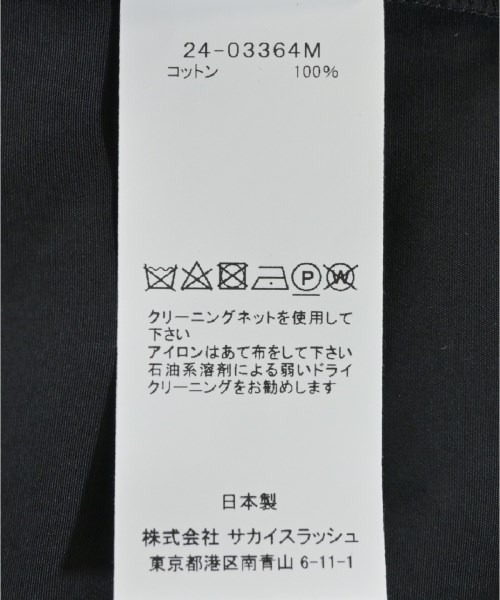 24-03364M
コットン 100%
P W
クリーニングネットを使用して
下さい
アイロンはあて布をして下さい
石油系溶剤による弱いドライ
クリーニングをお勧めします
日本製
株式会社 サカイスラッシュ
東京都港区南青山 6-11-1